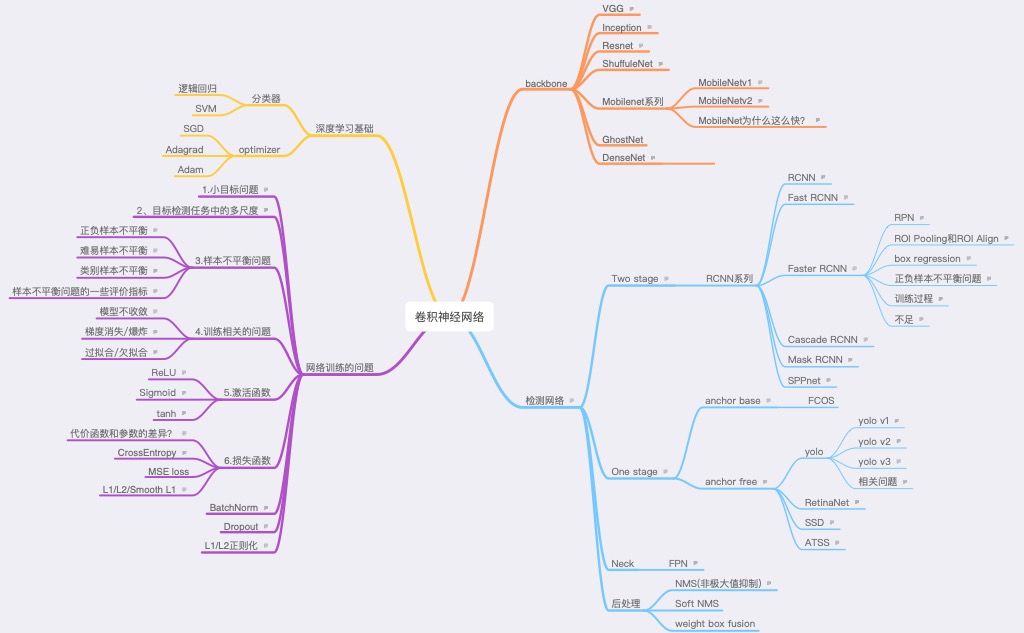 卷积神经网络
backbone
VGG
Inception
Resnet
ShuffuleNet
Mobilenet系列
MobileNetv1
MobileNetv2
MobileNet为什么这么快?
GhostNet
DenseNet
检测网络
Two stage
RCNN系列
RCNN
Fast RCNN
Faster RCNN
RPN
ROI Pooling和ROI Align
box regression
正负样本不平衡问题
训练过程
不足
Cascade RCNN
Mask RCNN
SPPnet
One stage
anchor base
FCOS
anchor free
yolo
yolo v1
yolo v2
yolo v3
相关问题
RetinaNet
SSD
ATSS
Neck
FPN
后处理
NMS(非极大值抑制)
Soft NMS
weight box fusion
深度学习基础
分类器
逻辑回归
SVM
optimizer
SGD
Adagrad
Adam
网络训练的问题
1.小目标问题
2、目标检测任务中的多尺度
3.样本不平衡问题
正负样本不平衡
难易样本不平衡
类别样本不平衡
样本不平衡问题的一些评价指标
4.训练相关的问题
模型不收敛
梯度消失/爆炸
过拟合/欠拟合
5.激活函数
ReLU
Sigmoid
tanh
6.损失函数
代价函数和参数的差异?
CrossEntropy
MSE loss
L1/L2/Smooth L1
BatchNorm
Dropout
L1/L2正则化